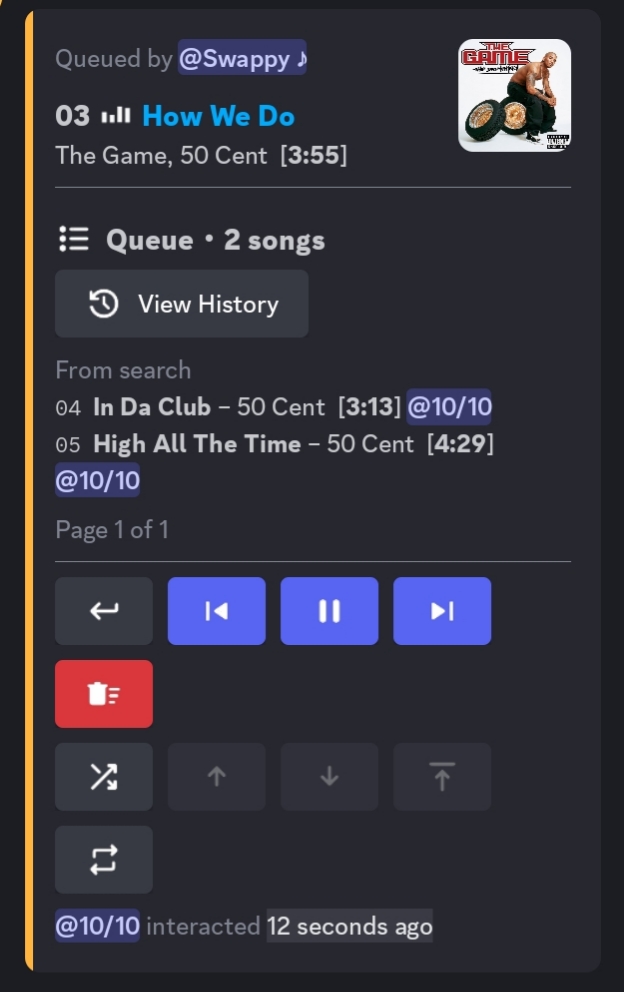 Queued by @Swappy ♪
THE
GAME
03 How We Do
The Game, 50 Cent [3:55]
Queue • 2 songs
View History
From search
04 In Da Club – 50 Cent [3:13] @10/10
05 High All The Time – 50 Cent [4:29]
@10/10
Page 1 of 1
@10/10 interacted 12 seconds ago